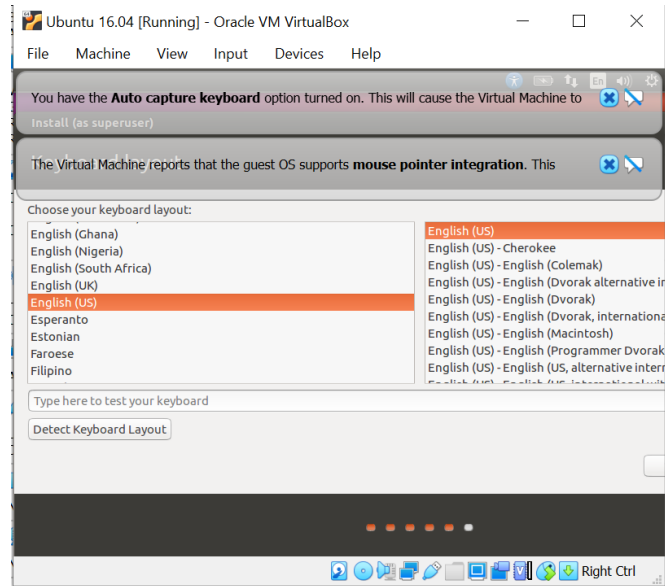 Ubuntu 16.04 [Running] - Oracle VM VirtualBox
File Machine View Input Devices Help
En
You have the Auto capture keyboard option turned on. This will cause the Virtual Machine to
Install (as superuser)
Keyboard layout
The Virtual Machine reports that the guest OS supports mouse pointer integration. This
Choose your keyboard layout:
English (Ghana)
English (Nigeria)
English (South Africa)
English (UK)
English (US)
Esperanto
Estonian
Faroese
Filipino
English (US)
English (US) - Cherokee
English (US) - English (Colemak)
English (US) - English (Dvorak alternative in
English (US) - English (Dvorak)
English (US) - English (Dvorak, internationa
English (US) - English (Macintosh)
English (US) - English (Programmer Dvorak
English (US) - English (US, alternative intern
Type here to test your keyboard
Detect Keyboard Layout
Right Ctrl